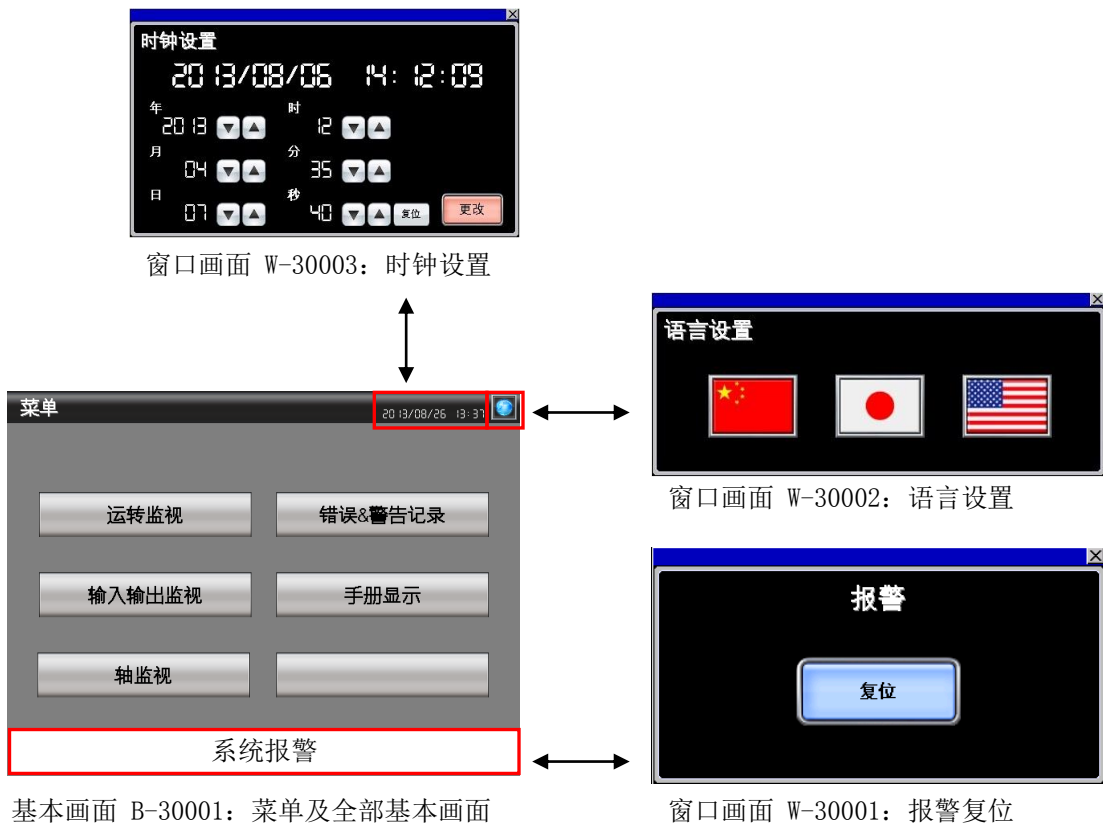 时钟设置
2013/08/06 14:12:09
年 时
2013 12
月 分
04 35
日 秒
07 40 复位 更改
窗口画面 W-30003：时钟设置
语言设置
窗口画面 W-30002：语言设置
菜单 2013/08/26 13:37
运转监视 错误&警告记录
输入输出监视 手册显示
轴监视
系统报警
基本画面 B-30001：菜单及全部基本画面
报警
复位
窗口画面 W-30001：报警复位